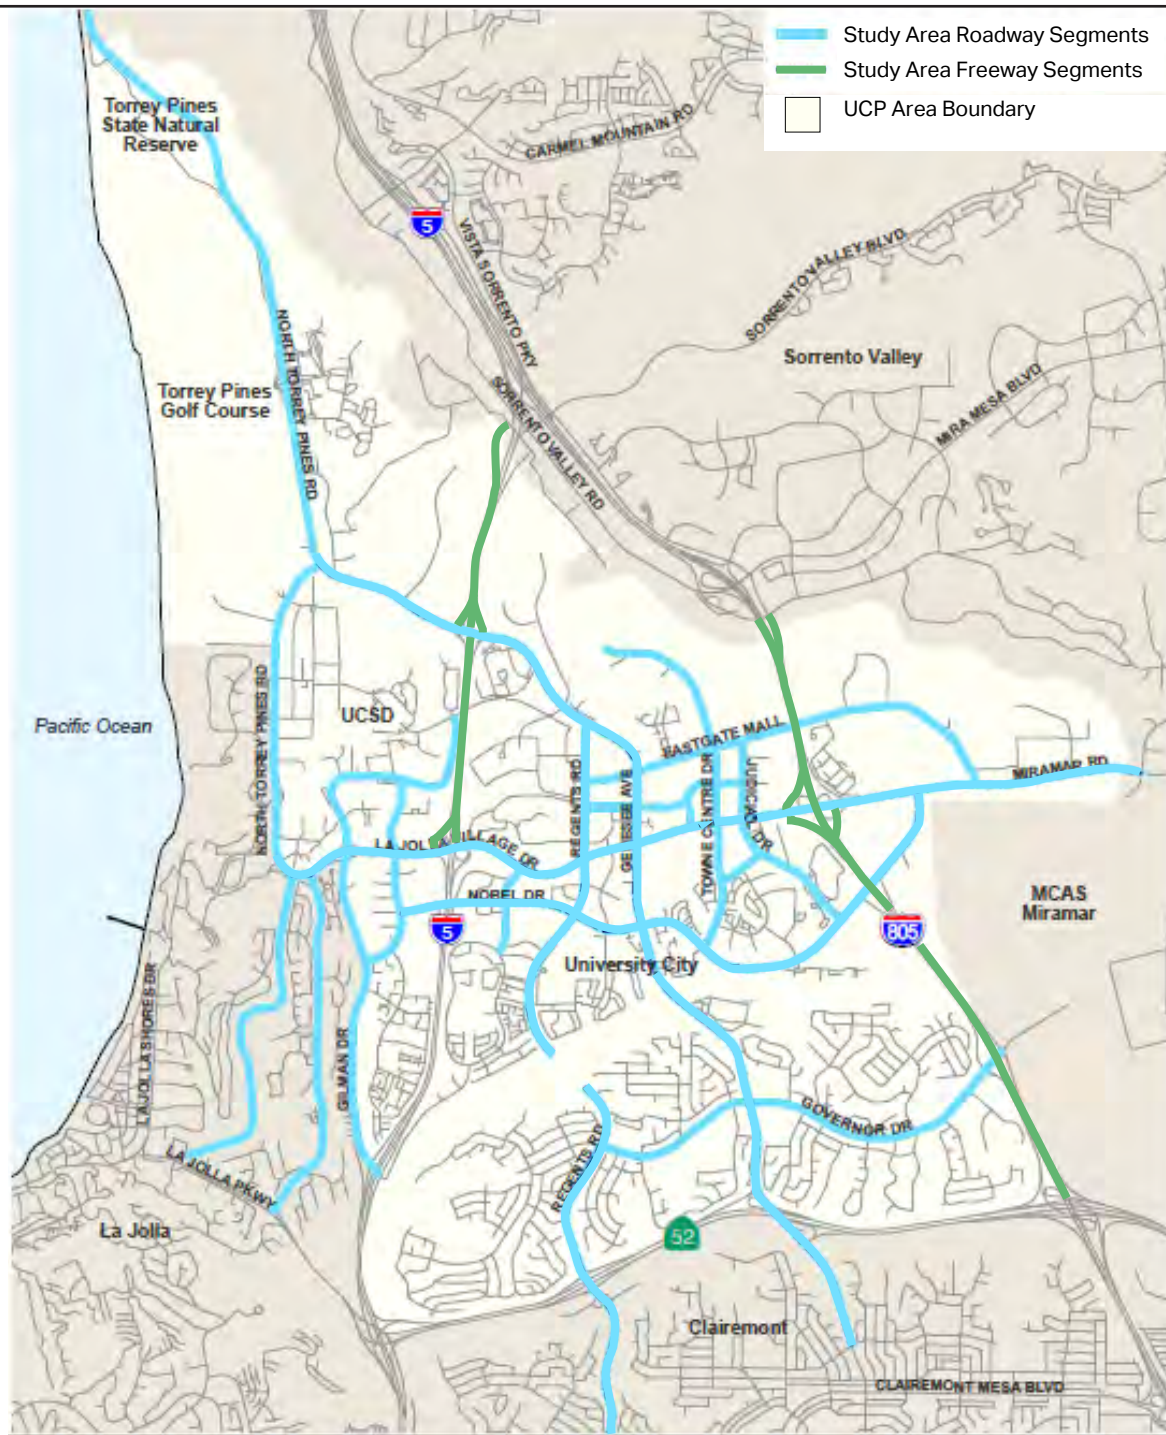 Study Area Roadway Segments
Study Area Freeway Segments
UCP Area Boundary
Torrey Pines
State Natural
Reserve
CARMEL MOUNTAIN RD
5
VISTA SORRENTO PKY
SORRENTO VALLEY BLVD
Sorrento Valley
NORTH TORREY PINES RD
Torrey Pines
Golf Course
SORRENTO VALLEY RD
MIRA MESA BLVD
Pacific Ocean
UCSD
NORTH TORREY PINES RD
EASTGATE MALL
MIRAMAR RD
REGENTS RD
GENESEE AVE
TOWNE CENTRE DR
JUDICIAL DR
LA JOLLA VILLAGE DR
NOBEL DR
MCAS
Miramar
5
805
University City
LA JOLLA SHORES DR
GILMAN DR
GOVERNOR DR
REGENTS RD
LA JOLLA PKWY
La Jolla
52
Clairemont
CLAIREMONT MESA BLVD